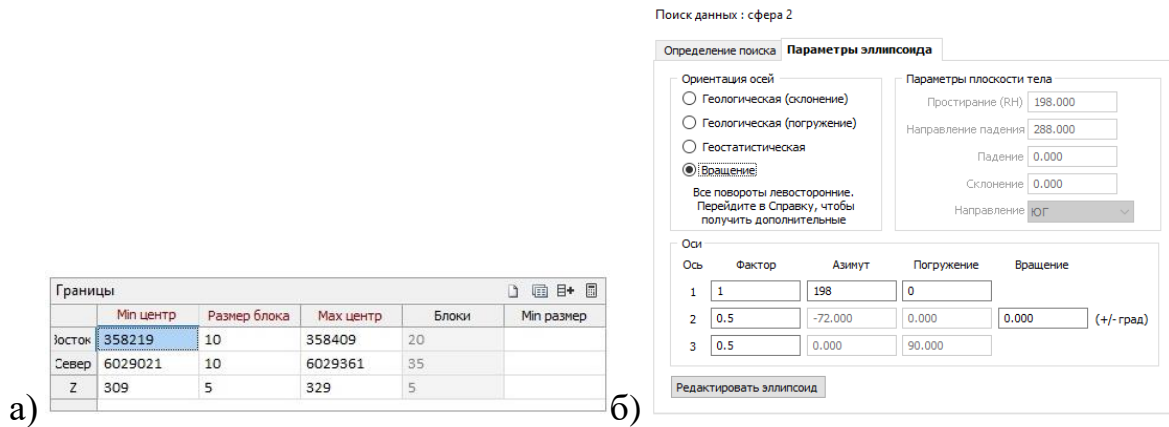 а)
Границы
Min центр Размер блока Max центр Блоки Min размер
Восток 358219 10 358409 20
Север 6029021 10 6029361 35
Z 309 5 329 5
б)
Поиск данных : сфера 2
Определение поиска Параметры эллипсоида
Ориентация осей
Геологическая (склонение)
Геологическая (погружение)
Геостатистическая
Вращение
Все повороты левосторонние.
Перейдите в Справку, чтобы
получить дополнительные
Параметры плоскости тела
Простирание (RH) 198.000
Направление падения 288.000
Падение 0.000
Склонение 0.000
Направление ЮГ
Оси
Ось Фактор Азимут Погружение Вращение
1 1 198 0
2 0.5 -72.000 0.000 0.000 (+/- град)
3 0.5 0.000 90.000
Редактировать эллипсоид